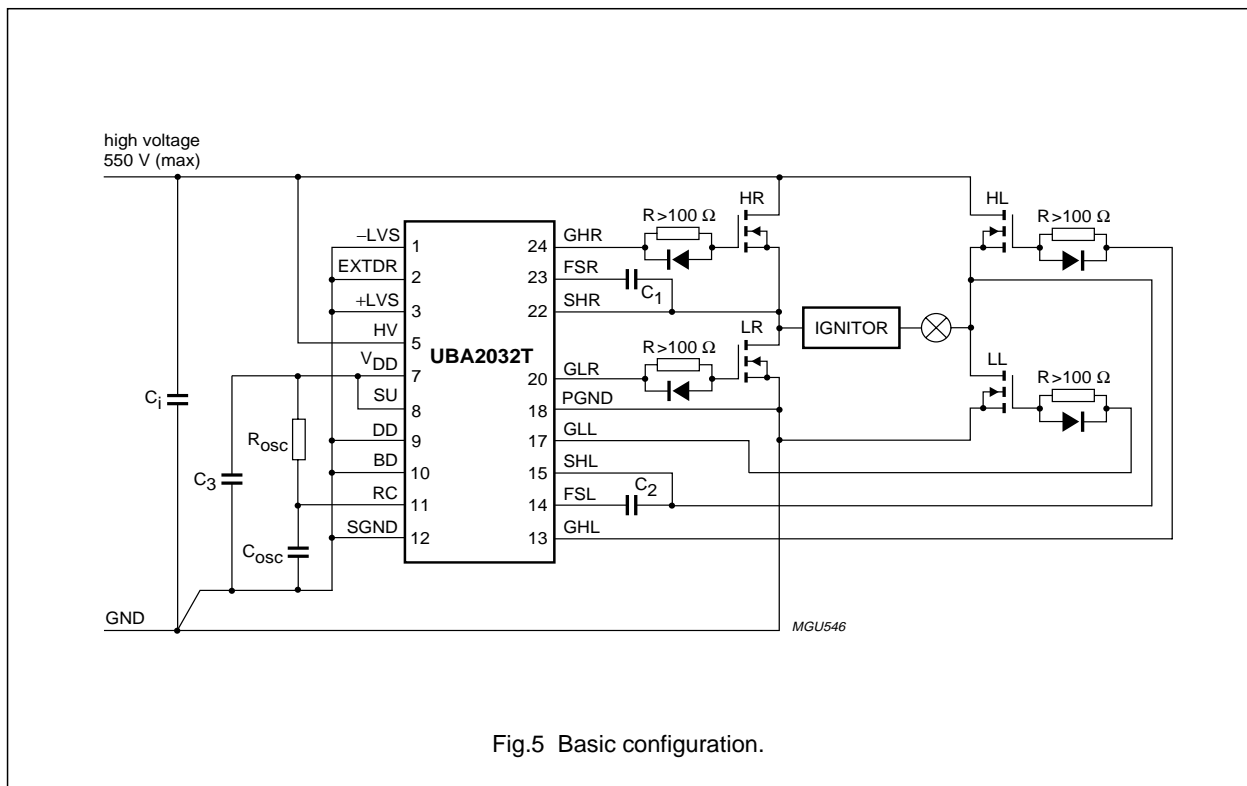 high voltage
550 V (max)
HR
HL
R>100 Ω
R>100 Ω
−LVS
1
24
GHR
EXTDR
2
23
FSR
C1
+LVS
3
22
SHR
HV
5
LR
IGNITOR
LL
UBA2032T
R>100 Ω
R>100 Ω
VDD
7
20
GLR
Ci
SU
8
18
PGND
DD
9
17
GLL
Rosc
BD
10
15
SHL
C2
C3
RC
11
14
FSL
SGND
12
13
GHL
Cosc
GND
MGU546
Fig.5 Basic configuration.